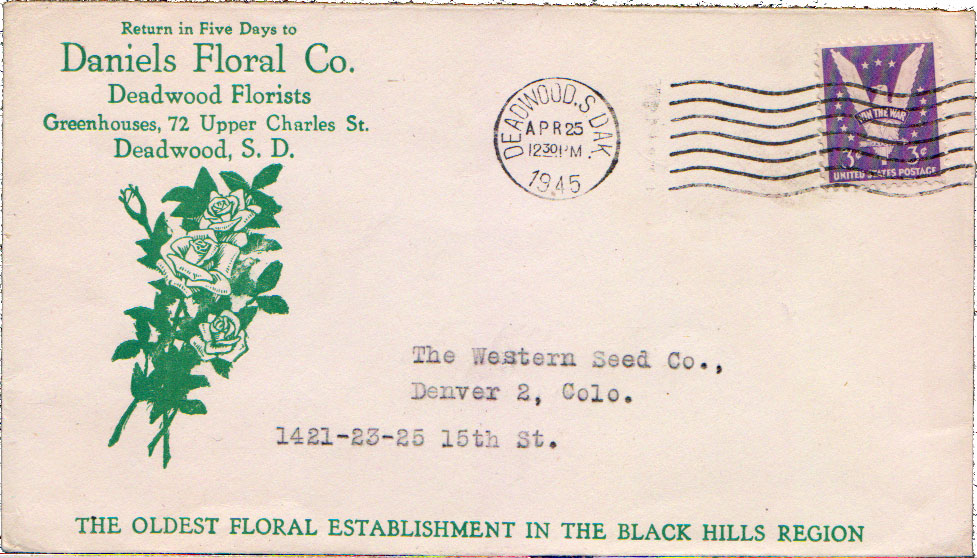 Return in Five Days to
Daniels Floral Co.
Deadwood Florists
Greenhouses, 72 Upper Charles St.
Deadwood, S. D.
DEADWOOD, S. DAK.
APR 25
12 30 PM
1945
WIN THE WAR
3¢ 3¢
UNITED STATES POSTAGE
The Western Seed Co.,
Denver 2, Colo.
1421-23-25 15th St.
THE OLDEST FLORAL ESTABLISHMENT IN THE BLACK HILLS REGION